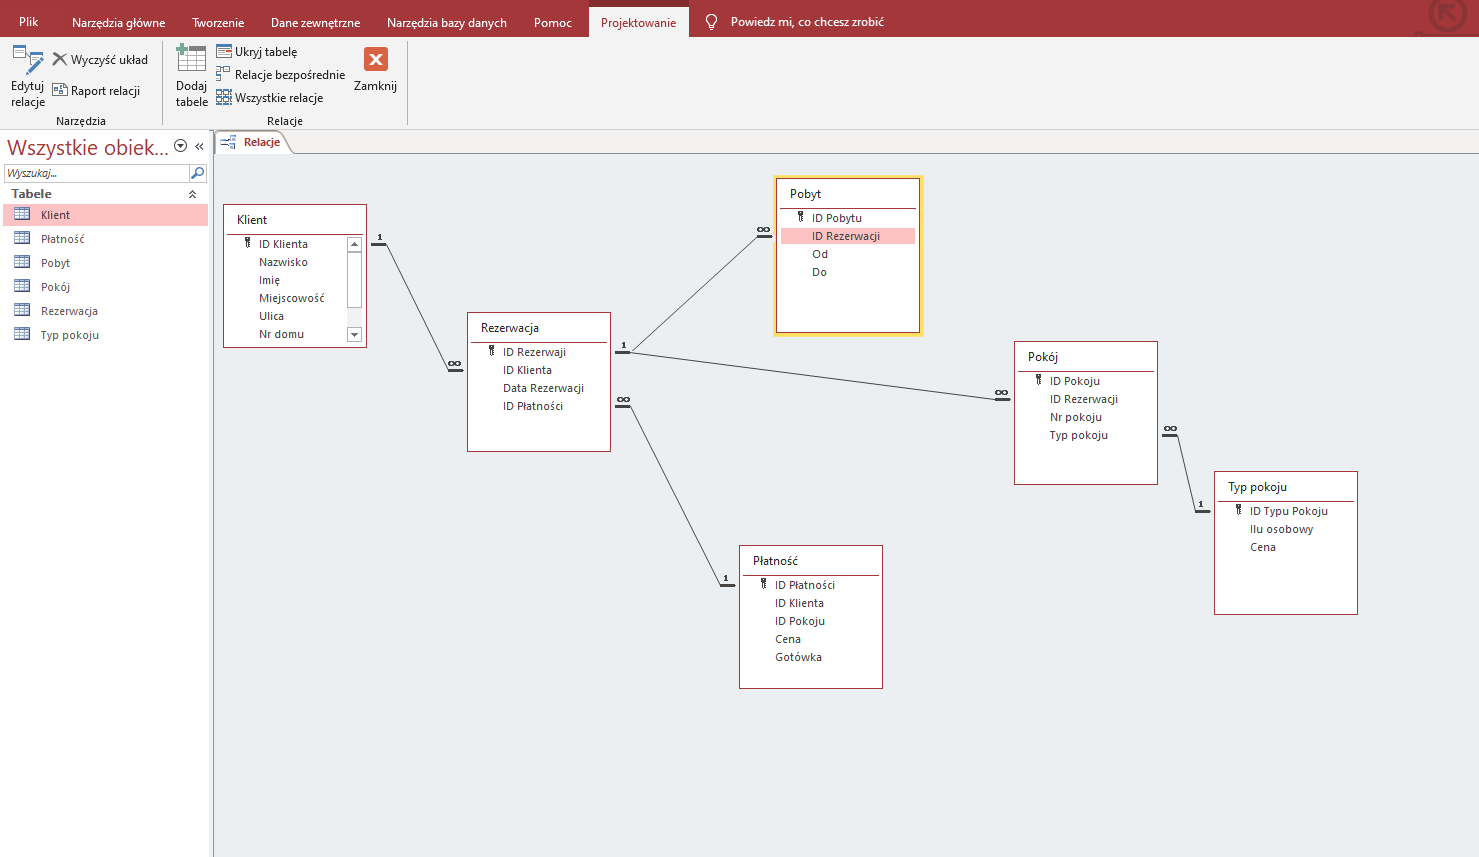 Plik Narzędzia główne Tworzenie Dane zewnętrzne Narzędzia bazy danych Pomoc Projektowanie Powiedz mi, co chcesz zrobić
Edytuj relacje
Wyczyść układ
Raport relacji
Narzędzia
Dodaj tabele
Ukryj tabelę
Relacje bezpośrednie
Wszystkie relacje
Zamknij
Relacje
Wszystkie obiek...
Wyszukaj...
Tabele
Klient
Płatność
Pobyt
Pokój
Rezerwacja
Typ pokoju
Relacje
Klient
ID Klienta
Nazwisko
Imię
Miejscowość
Ulica
Nr domu
1
∞
Rezerwacja
ID Rezerwaji
ID Klienta
Data Rezerwacji
ID Płatności
1
∞
∞
Pobyt
ID Pobytu
ID Rezerwacji
Od
Do
∞
Pokój
ID Pokoju
ID Rezerwacji
Nr pokoju
Typ pokoju
∞
1
Typ pokoju
ID Typu Pokoju
Ilu osobowy
Cena
1
Płatność
ID Płatności
ID Klienta
ID Pokoju
Cena
Gotówka